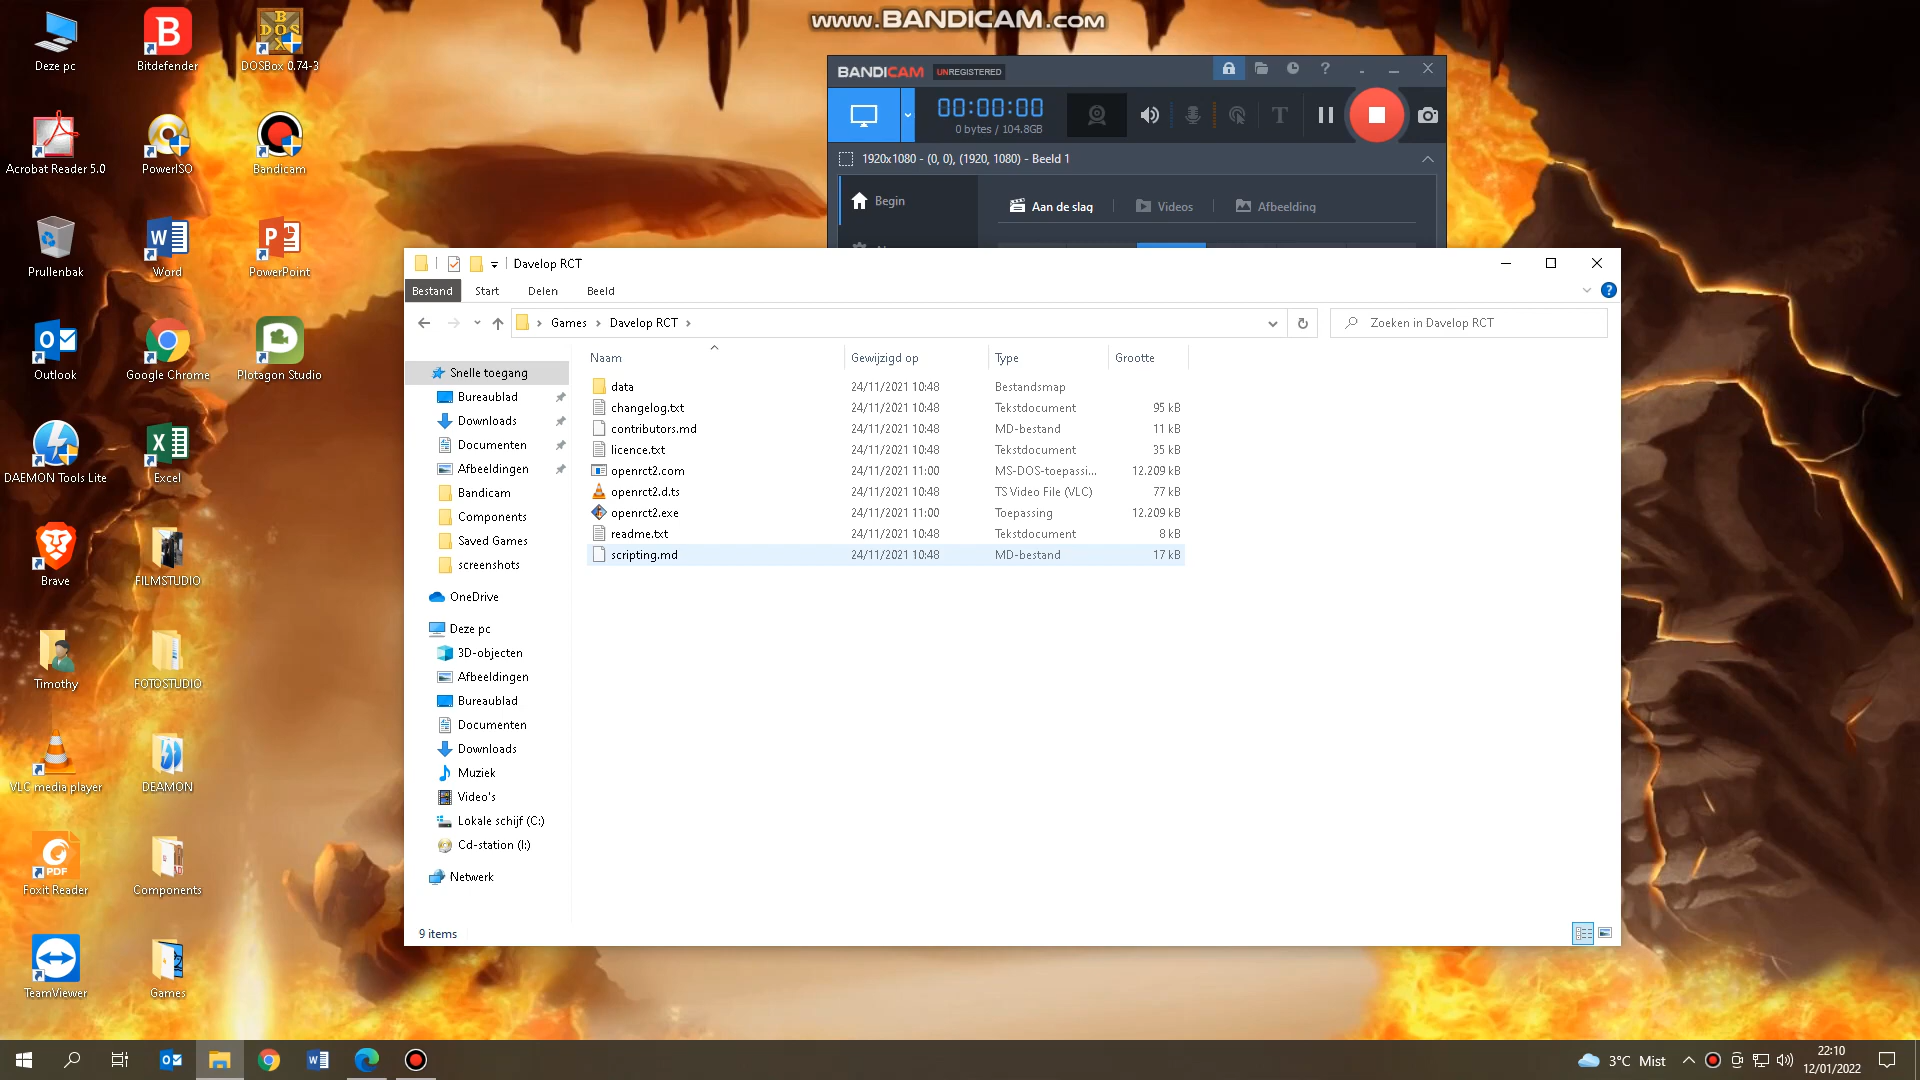 www.BANDICAM.com
Deze pc
Bitdefender
DOSBox 0.74-3
Acrobat Reader 5.0
PowerISO
Bandicam
Prullenbak
Word
PowerPoint
Outlook
Google Chrome
Plotagon Studio
DAEMON Tools Lite
Excel
Brave
FILMSTUDIO
Timothy
FOTOSTUDIO
VLC media player
DEAMON
Foxit Reader
Components
TeamViewer
Games
BANDICAM UNREGISTERED
00:00:00
0 bytes / 104.8GB
1920x1080 - (0, 0), (1920, 1080) - Beeld 1
Begin
Aan de slag
Videos
Afbeelding
Davelop RCT
Bestand Start Delen Beeld
Games > Davelop RCT >
Zoeken in Davelop RCT
Naam Gewijzigd op Type Grootte
data 24/11/2021 10:48 Bestandsmap
changelog.txt 24/11/2021 10:48 Tekstdocument 95 kB
contributors.md 24/11/2021 10:48 MD-bestand 11 kB
licence.txt 24/11/2021 10:48 Tekstdocument 35 kB
openrct2.com 24/11/2021 11:00 MS-DOS-toepassi... 12.209 kB
openrct2.d.ts 24/11/2021 10:48 TS Video File (VLC) 77 kB
openrct2.exe 24/11/2021 11:00 Toepassing 12.209 kB
readme.txt 24/11/2021 10:48 Tekstdocument 8 kB
scripting.md 24/11/2021 10:48 MD-bestand 17 kB
Snelle toegang
Bureaublad
Downloads
Documenten
Afbeeldingen
Bandicam
Components
Saved Games
screenshots
OneDrive
Deze pc
3D-objecten
Afbeeldingen
Bureaublad
Documenten
Downloads
Muziek
Video's
Lokale schijf (C:)
Cd-station (I:)
Netwerk
9 items
3°C Mist
22:10
12/01/2022